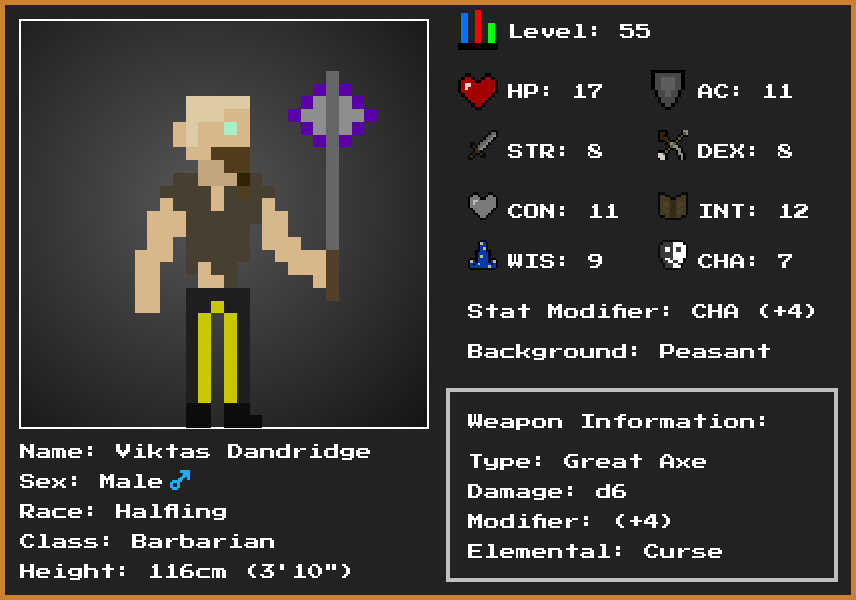 Level: 55
HP: 17
AC: 11
STR: 8
DEX: 8
CON: 11
INT: 12
WIS: 9
CHA: 7
Stat Modifier: CHA (+4)
Background: Peasant
Weapon Information:
Type: Great Axe
Damage: d6
Modifier: (+4)
Elemental: Curse
Name: Viktas Dandridge
Sex: Male ♂
Race: Halfling
Class: Barbarian
Height: 116cm (3'10")